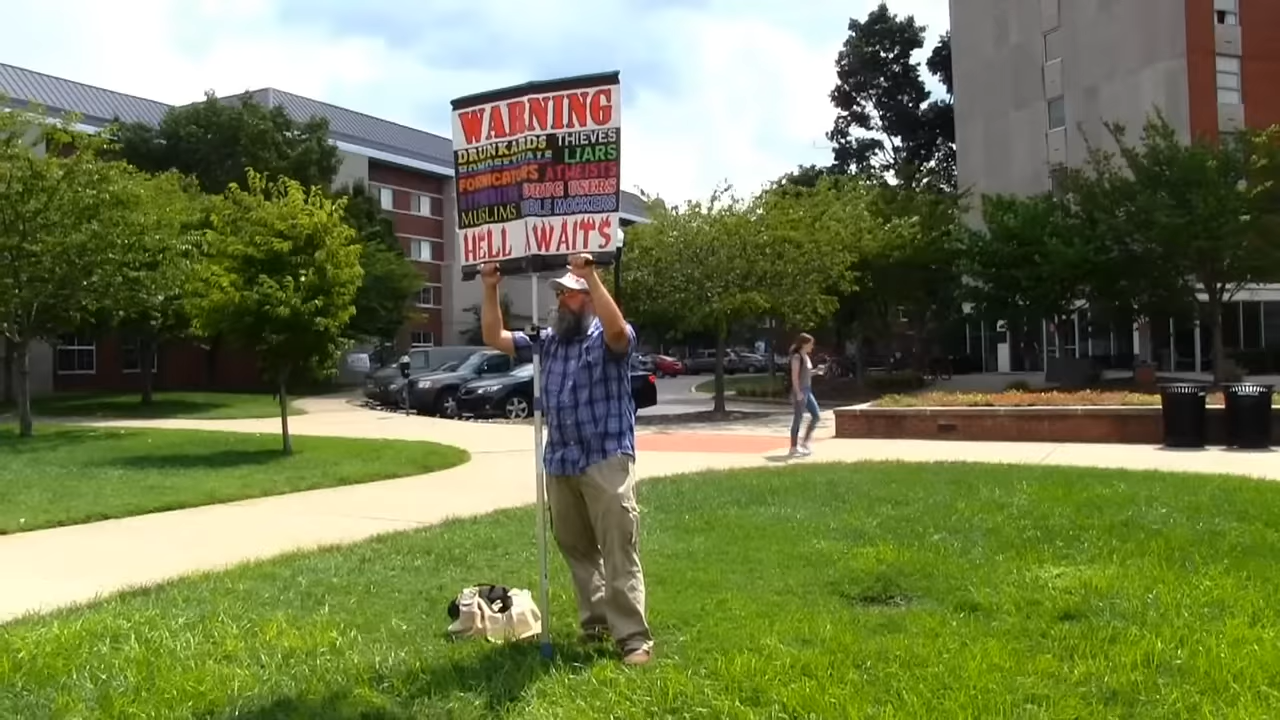 WARNING
DRUNKARDS THIEVES
HOMOSEXUALS LIARS
FORNICATORS ATHEISTS
DRUG USERS
MUSLIMS MOCKERS
HELL AWAITS